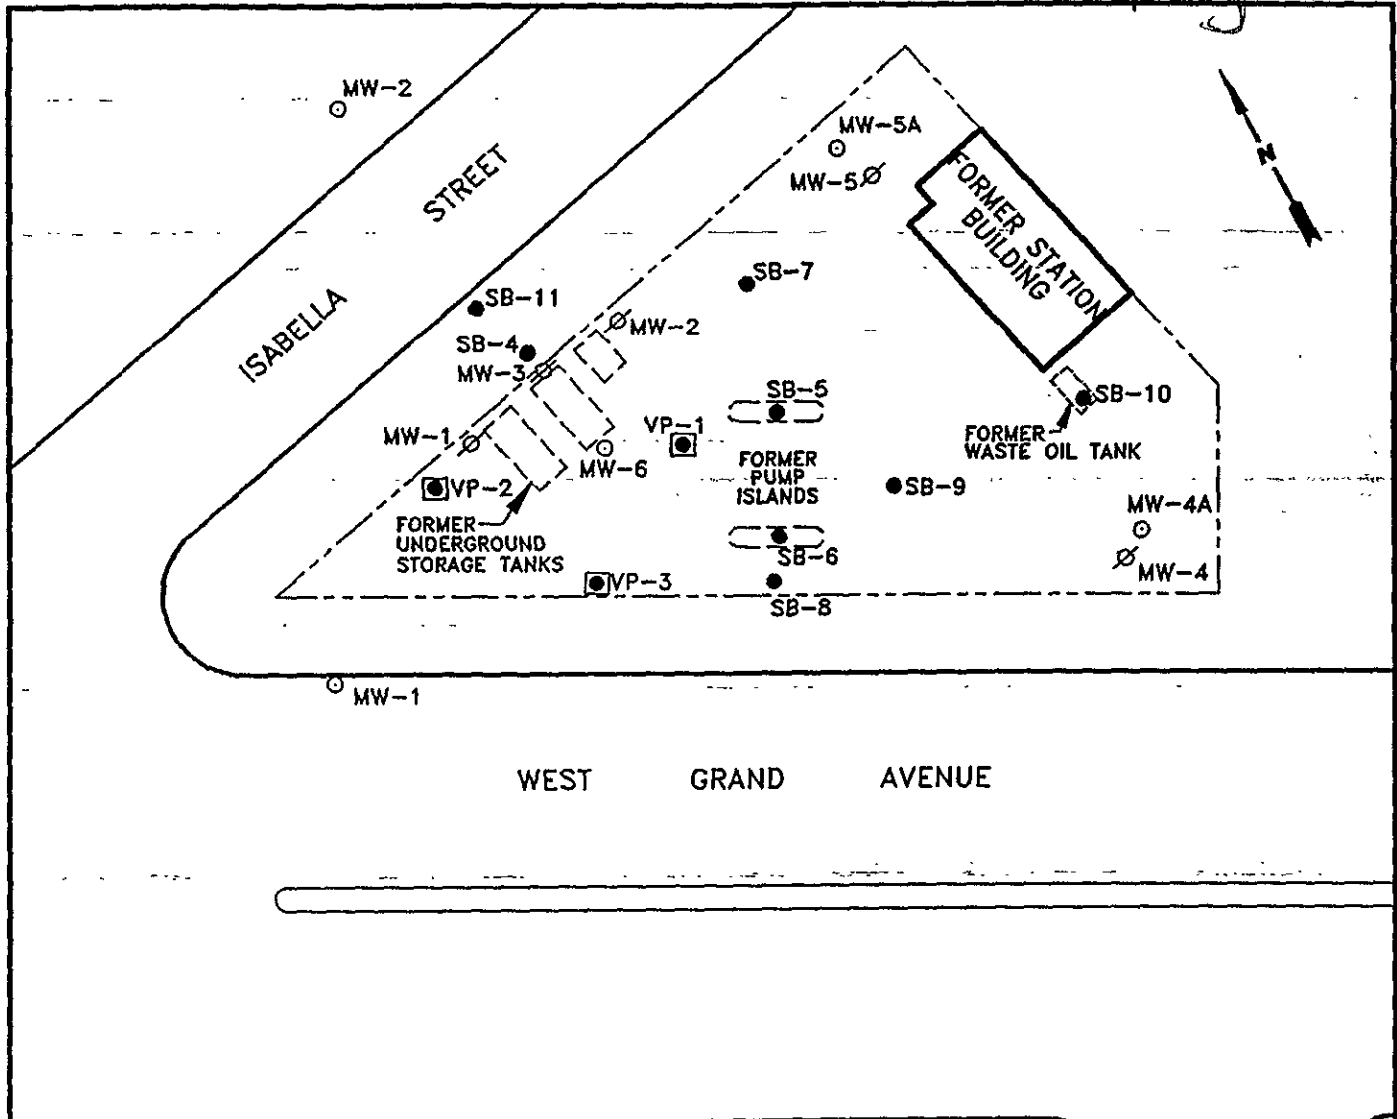 MW-2
MW-5A
MW-5
N
STREET
FORMER STATION
BUILDING
SB-7
SB-11
ISABELLA
MW-2
SB-4
MW-3
SB-5
SB-10
MW-1
VP-1
FORMER
WASTE OIL TANK
MW-6
FORMER
PUMP
ISLANDS
VP-2
SB-9
MW-4A
FORMER
UNDERGROUND
STORAGE TANKS
SB-6
MW-4
VP-3
SB-8
MW-1
WEST GRAND AVENUE